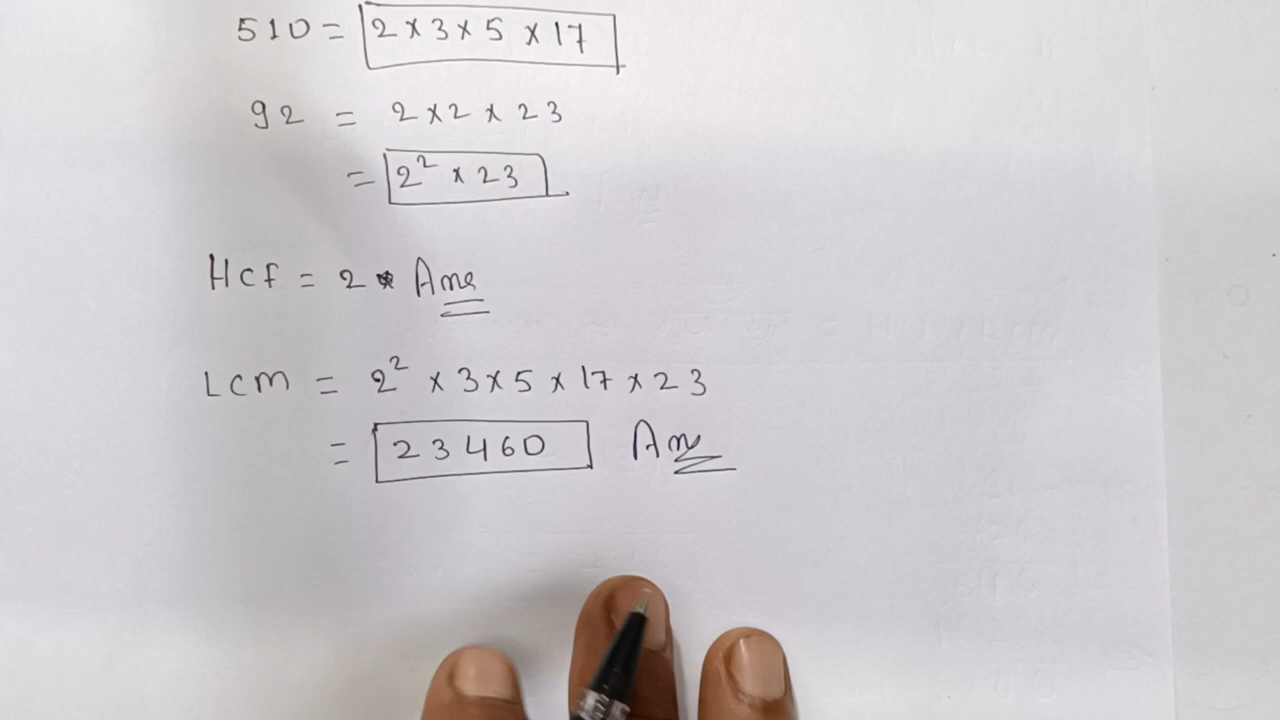 510 = 2 × 3 × 5 × 17
92 = 2 × 2 × 23
= 2² × 23
Hcf = 2 Ans
Lcm = 2² × 3 × 5 × 17 × 23
= 23460 Ans